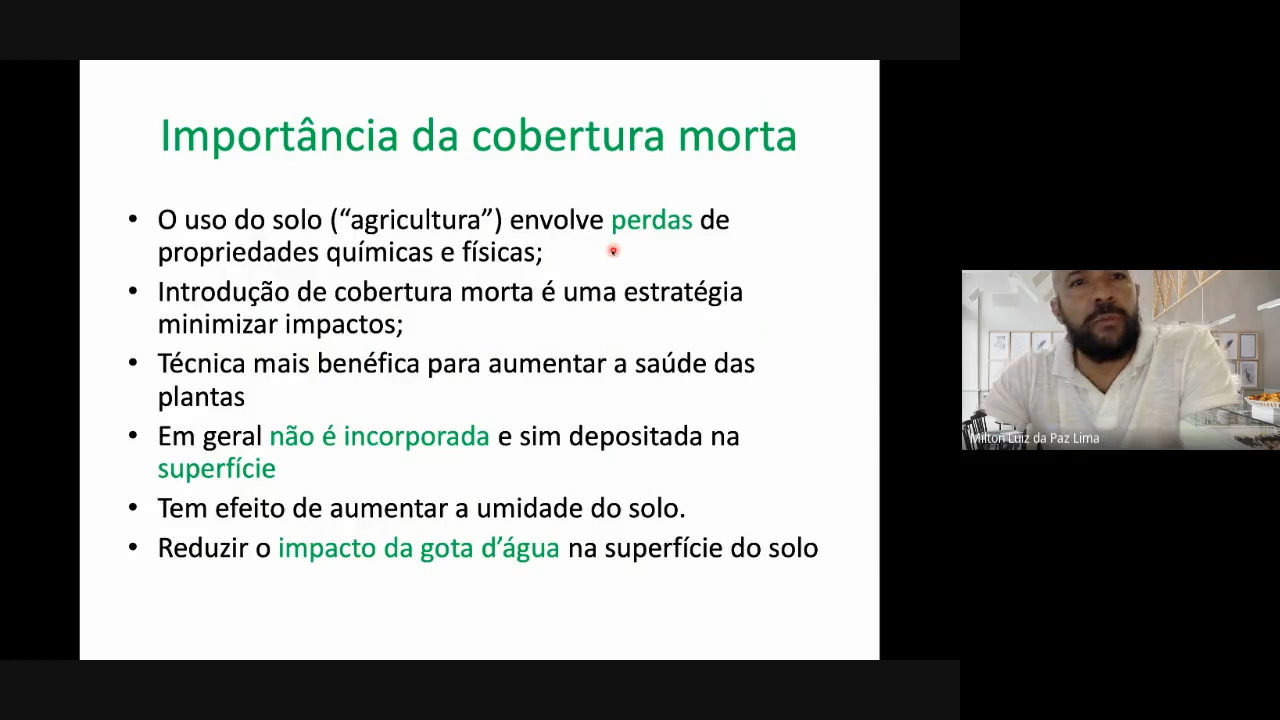 Importância da cobertura morta
• O uso do solo (“agricultura”) envolve perdas de
propriedades químicas e físicas;
• Introdução de cobertura morta é uma estratégia
minimizar impactos;
• Técnica mais benéfica para aumentar a saúde das
plantas
• Em geral não é incorporada e sim depositada na
superfície
• Tem efeito de aumentar a umidade do solo.
• Reduzir o impacto da gota d’água na superfície do solo
Milton Luiz da Paz Lima